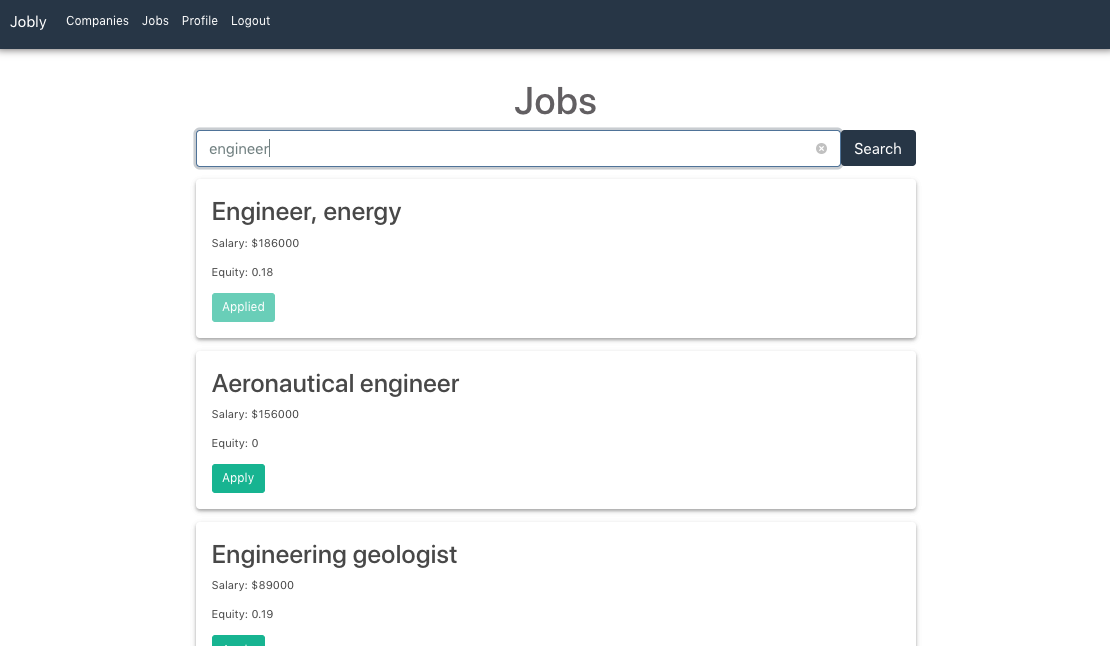 Jobly Companies Jobs Profile Logout
Jobs
engineer Search
Engineer, energy
Salary: $186000
Equity: 0.18
Applied
Aeronautical engineer
Salary: $156000
Equity: 0
Apply
Engineering geologist
Salary: $89000
Equity: 0.19